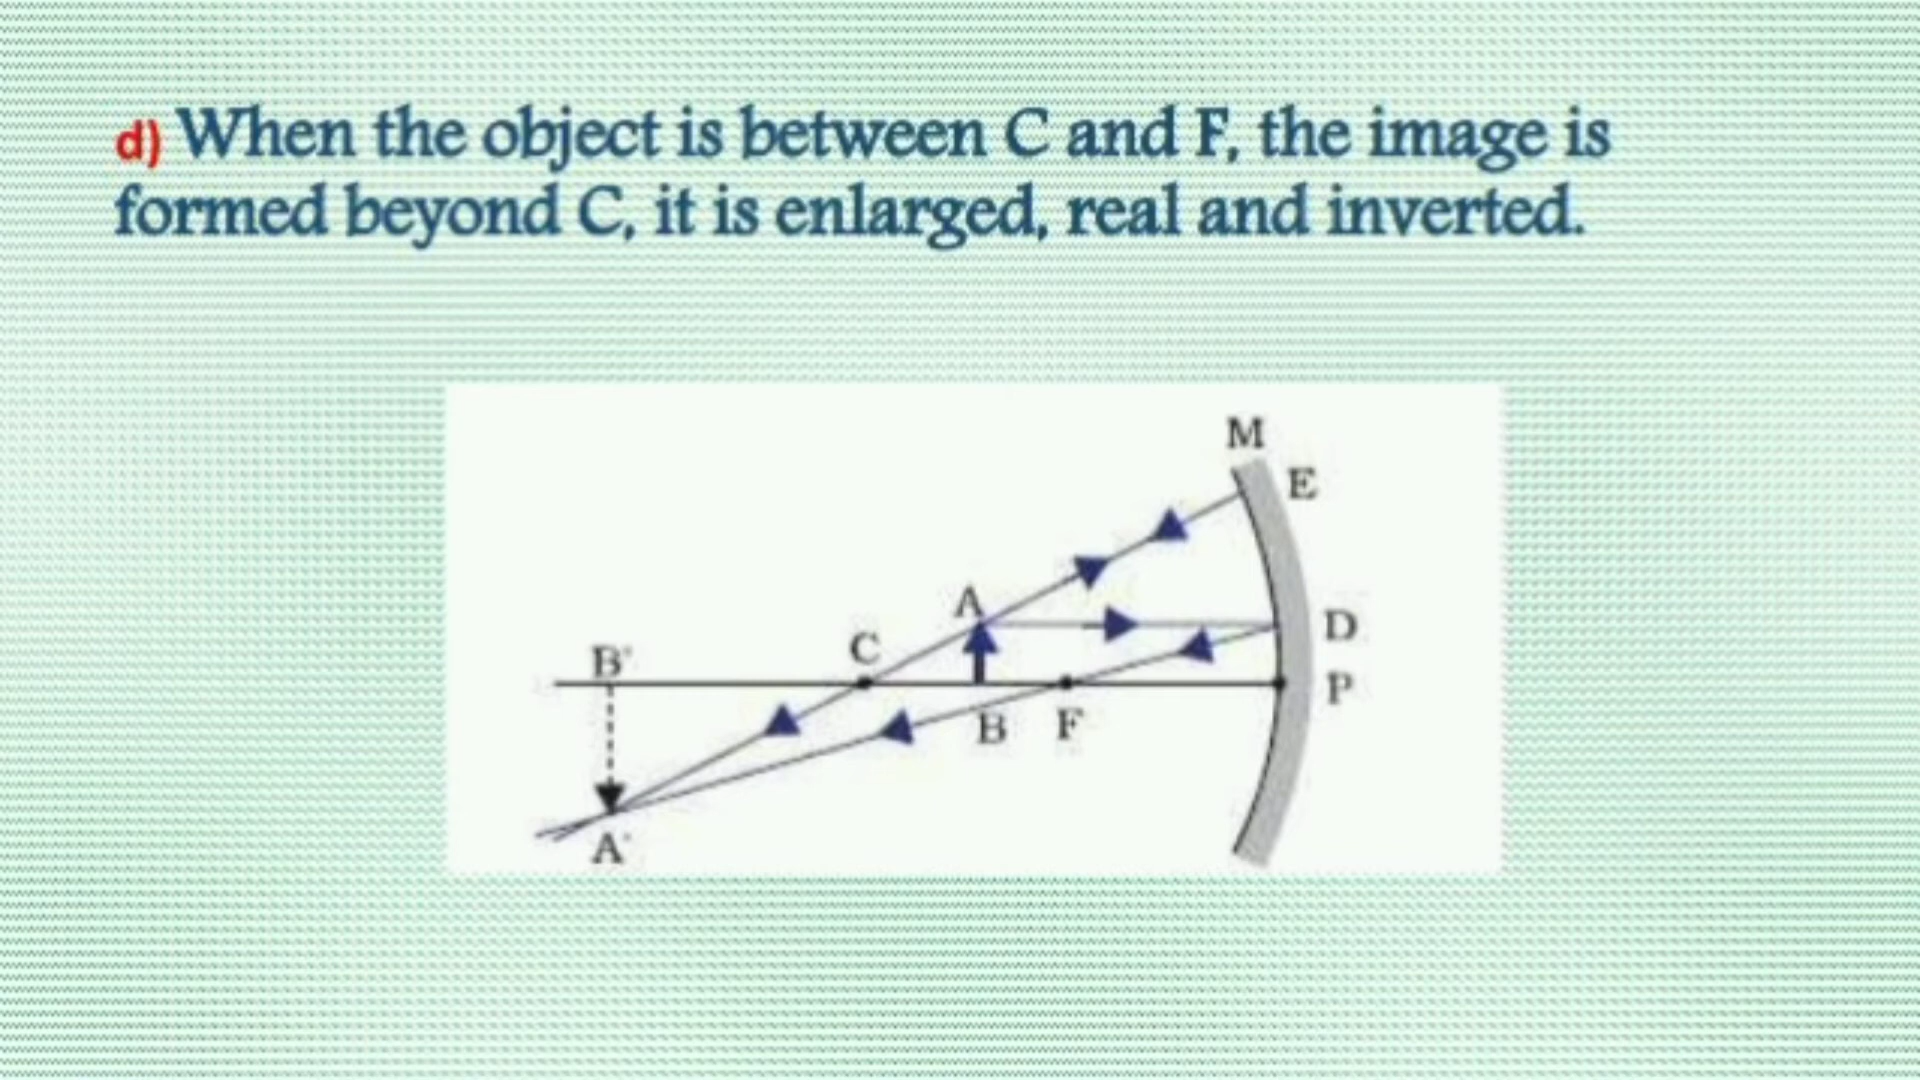 d) When the object is between C and F, the image is
formed beyond C, it is enlarged, real and inverted.
M
E
A
D
C
B'
P
B
F
A'